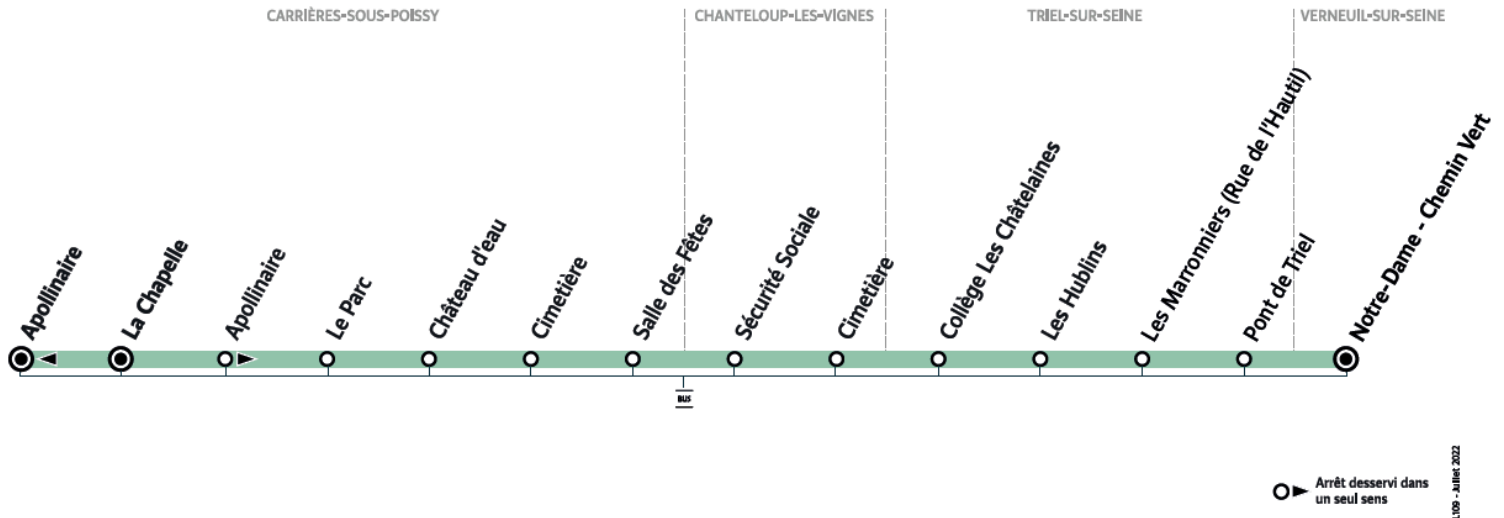 CARRIÈRES-SOUS-POISSY
CHANTELOUP-LES-VIGNES
TRIEL-SUR-SEINE
VERNEUIL-SUR-SEINE
Apollinaire
La Chapelle
Apollinaire
Le Parc
Château d'eau
Cimetière
Salle des Fêtes
Sécurité Sociale
Cimetière
Collège Les Châtelaines
Les Hublins
Les Marronniers (Rue de l'Hautil)
Pont de Triel
Notre-Dame - Chemin Vert
BUS
Arrêt desservi dans
un seul sens
L109 - Juillet 2022